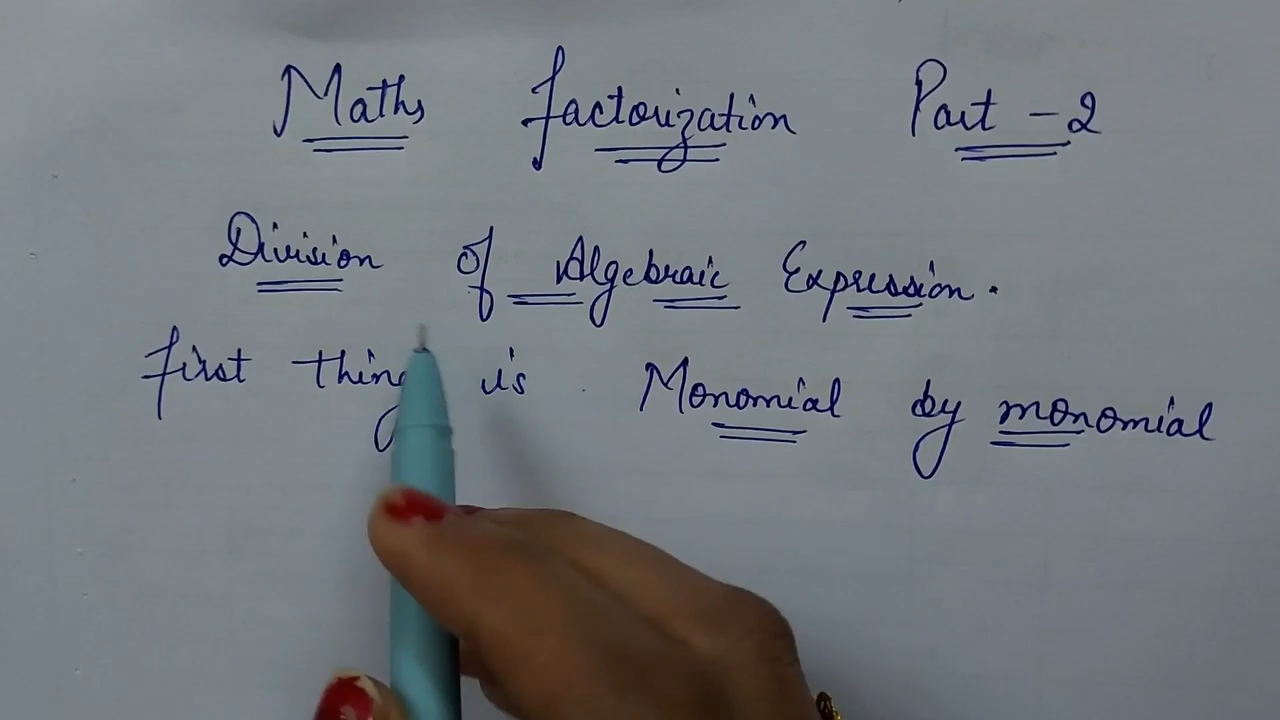 Maths Factorization Part - 2
Division of Algebraic Expression.
First thing is Monomial by monomial